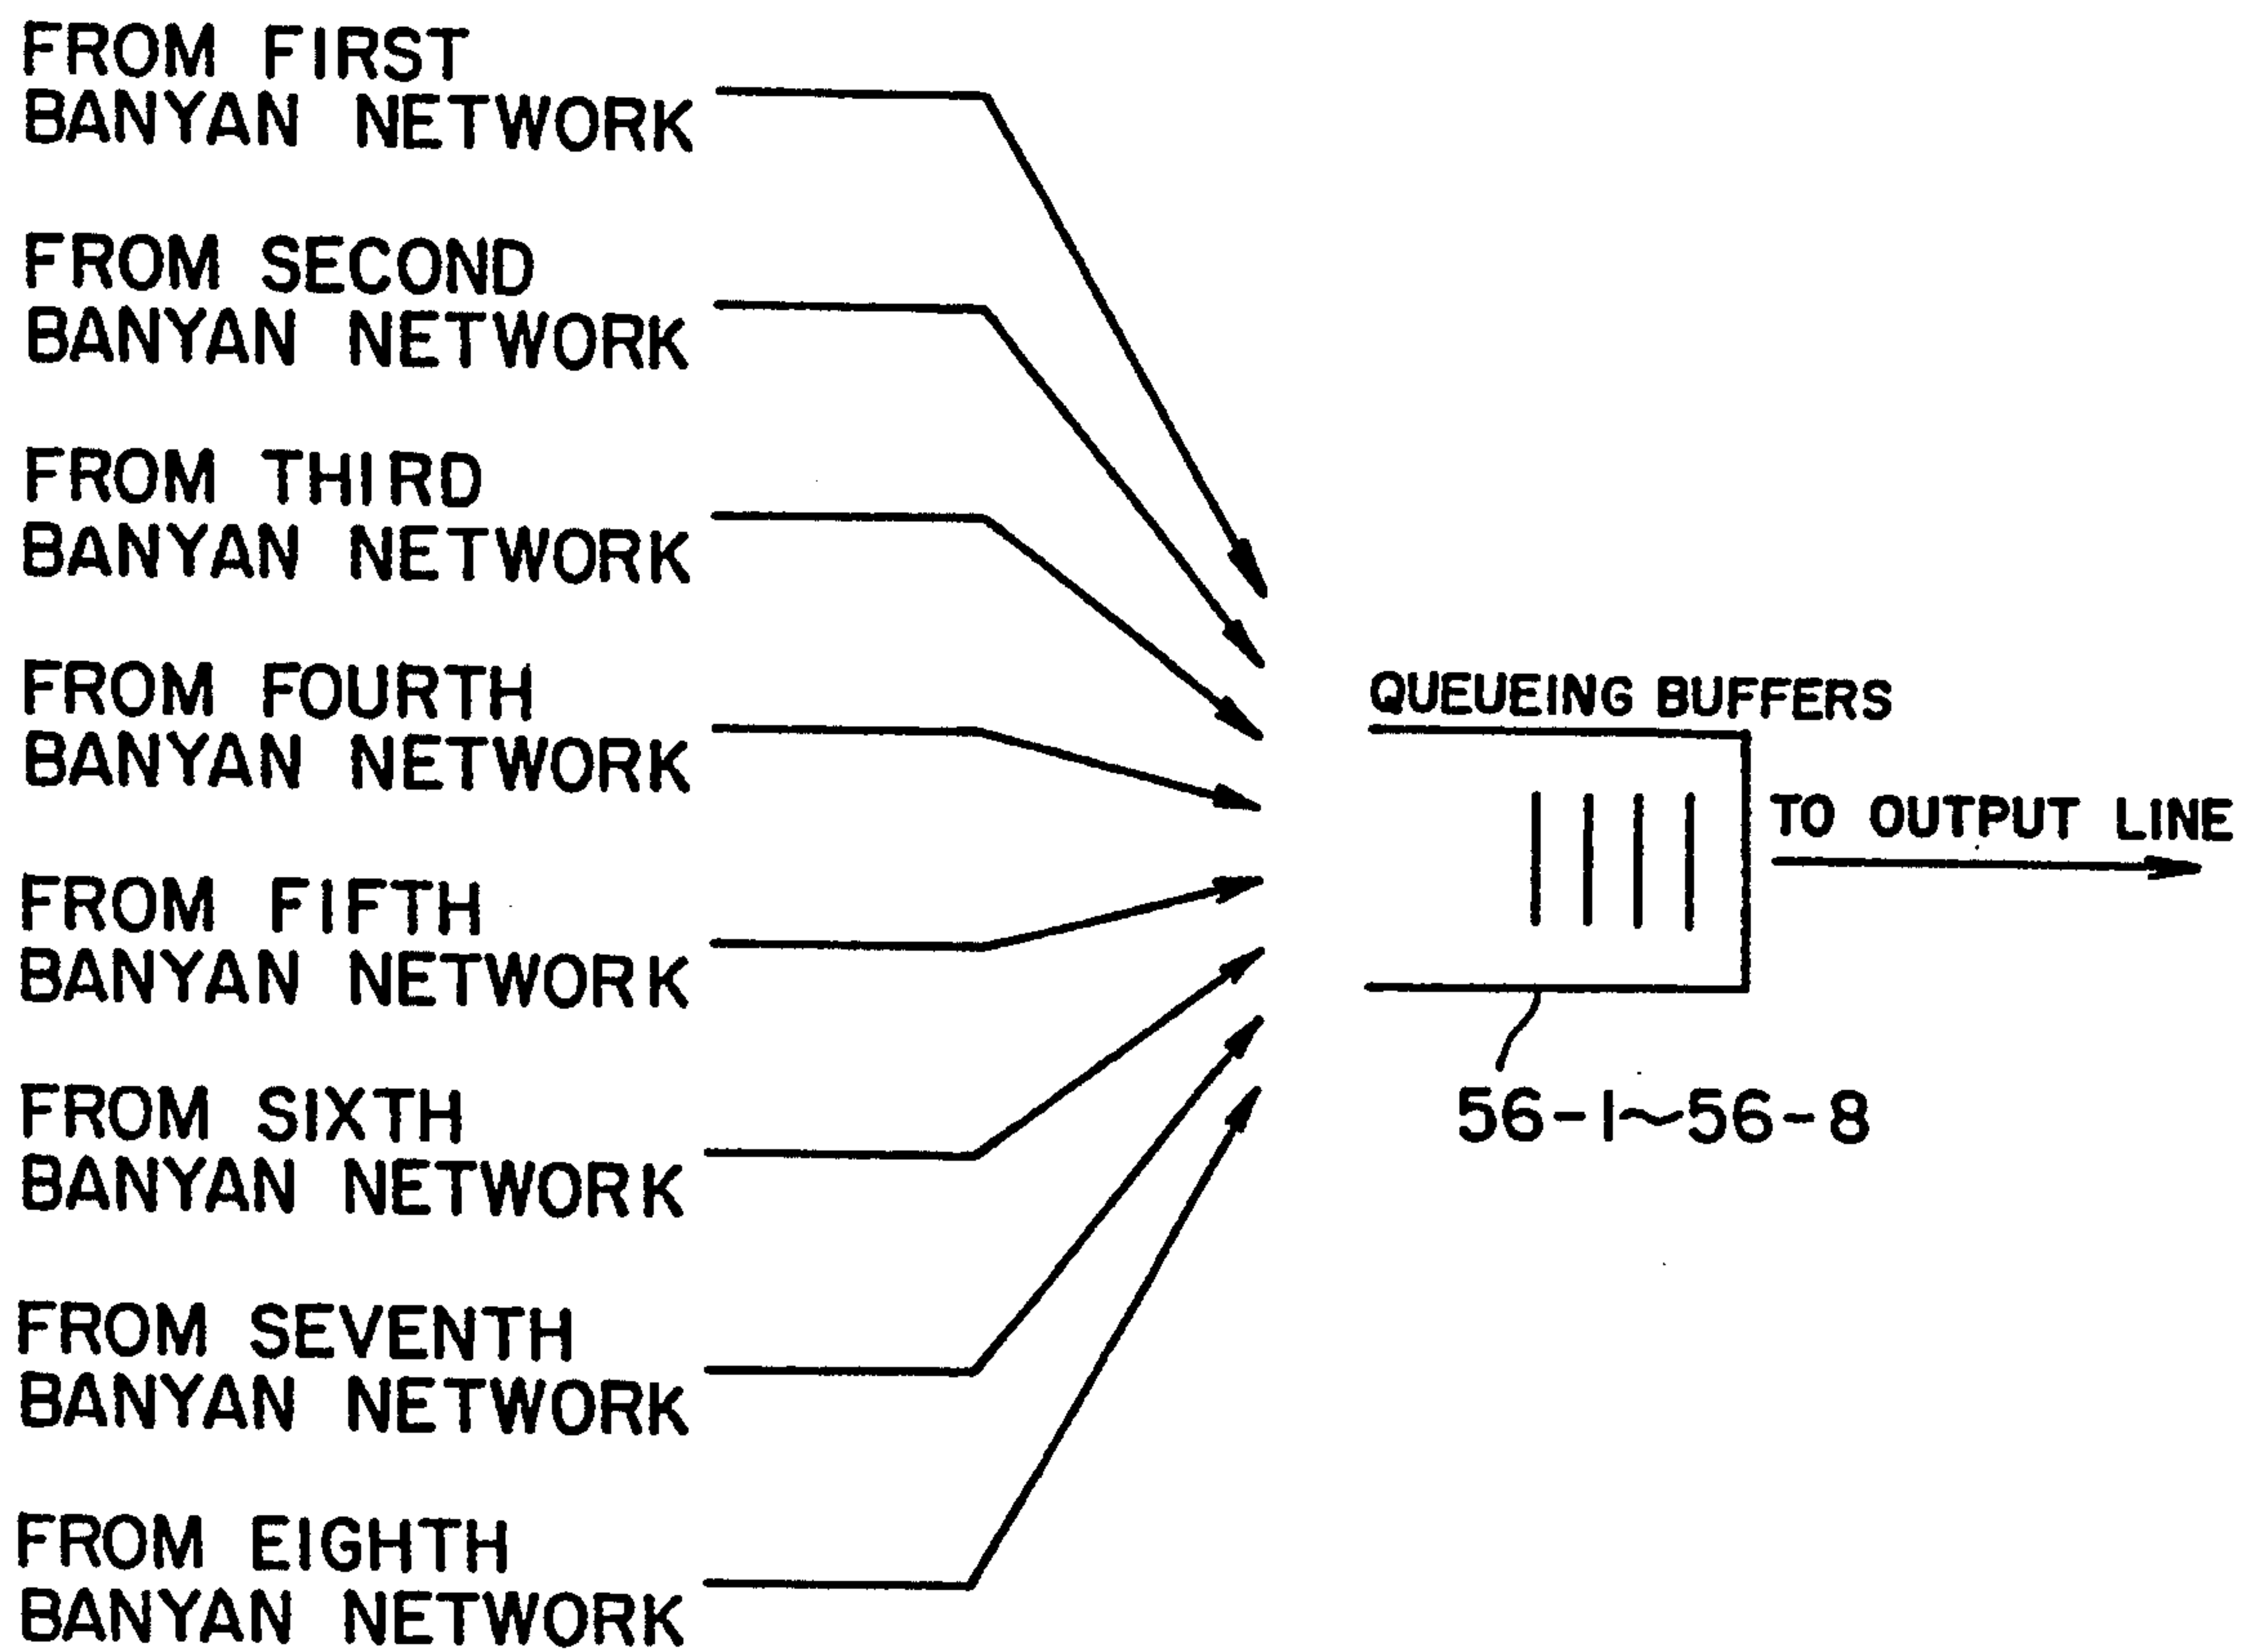 FROM FIRST
BANYAN NETWORK
FROM SECOND
BANYAN NETWORK
FROM THIRD
BANYAN NETWORK
FROM FOURTH
BANYAN NETWORK
FROM FIFTH
BANYAN NETWORK
FROM SIXTH
BANYAN NETWORK
FROM SEVENTH
BANYAN NETWORK
FROM EIGHTH
BANYAN NETWORK
QUEUEING BUFFERS
TO OUTPUT LINE
56-1~56-8